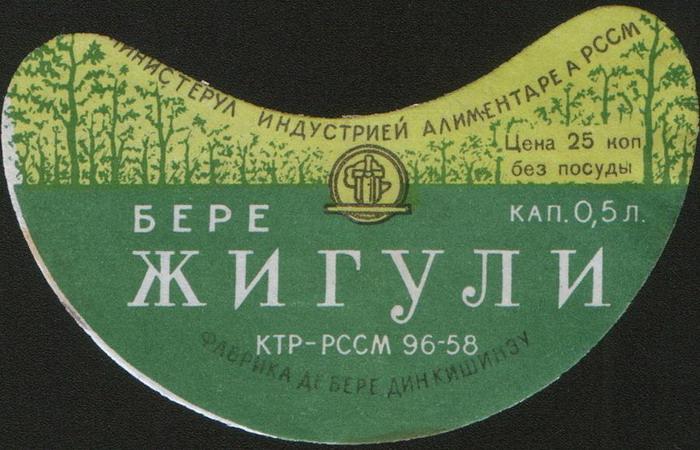 МИНИСТЕРУЛ ИНДУСТРИЕЙ АЛИМЕНТАРЕ А РССМ
Цена 25 коп
без посуды
БЕРЕ
КАП. 0,5 л.
ЖИГУЛИ
КТР-РССМ 96-58
ФАБРИКА ДЕ БЕРЕ ДИН КИШИНЭУ